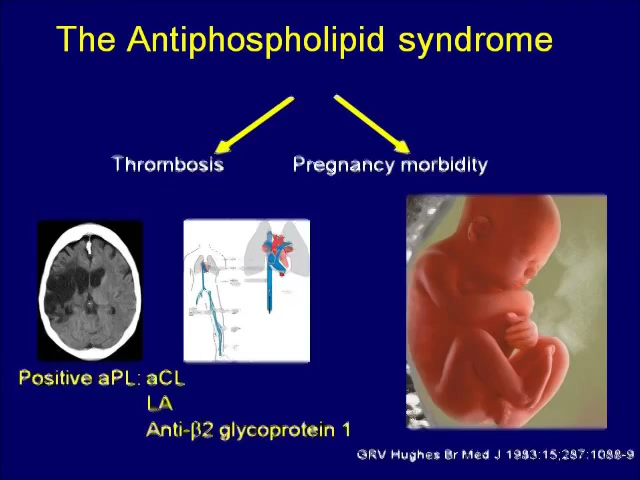 The Antiphospholipid syndrome
Thrombosis
Pregnancy morbidity
Positive aPL: aCL
LA
Anti-β2 glycoprotein 1
GRV Hughes Br Med J 1983:15;287:1088-9